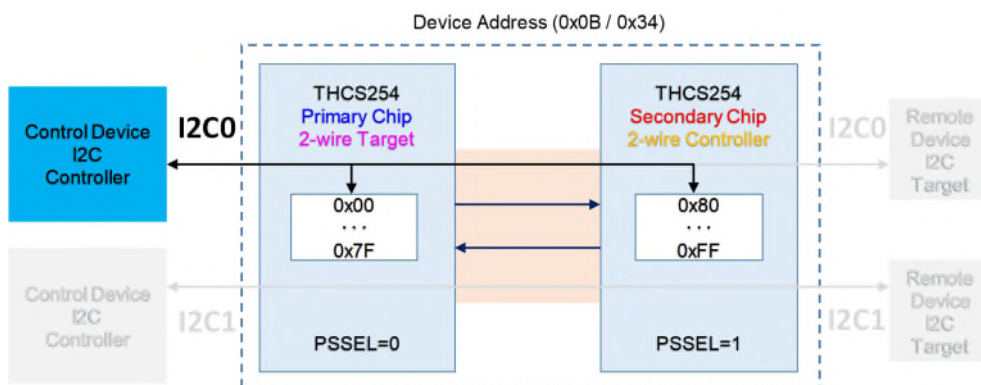 Device Address (0x0B / 0x34)
Control Device
I2C
Controller
I2C0
THCS254
Primary Chip
2-wire Target
0x00
...
0x7F
PSSEL=0
THCS254
Secondary Chip
2-wire Controller
0x80
...
0xFF
PSSEL=1
I2C0
Remote
Device
I2C
Target
Control Device
I2C
Controller
I2C1
I2C1
Remote
Device
I2C
Target